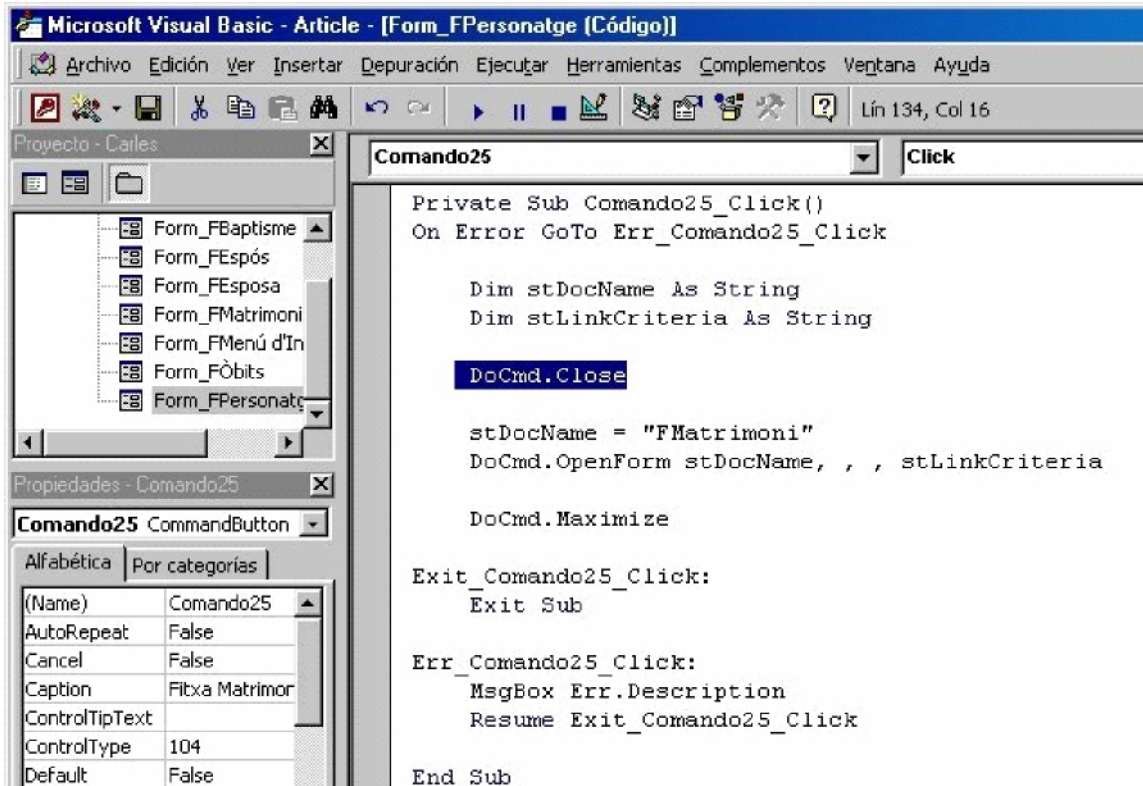 Microsoft Visual Basic - Article - [Form_FPersonatge (Código)]
Archivo Edición Ver Insertar Depuración Ejecutar Herramientas Complementos Ventana Ayuda
Lín 134, Col 16
Proyecto - Carles
Form_FBaptisme
Form_FEspós
Form_FEsposa
Form_FMatrimoni
Form_FMenú d'In
Form_FÒbits
Form_FPersonatg
Propiedades - Comando25
Comando25 CommandButton
Alfabética Por categorías
(Name) Comando25
AutoRepeat False
Cancel False
Caption Fitxa Matrimor
ControlTipText
ControlType 104
Default False
Comando25 Click
Private Sub Comando25_Click()
On Error GoTo Err_Comando25_Click
Dim stDocName As String
Dim stLinkCriteria As String
DoCmd.Close
stDocName = "FMatrimoni"
DoCmd.OpenForm stDocName, , , stLinkCriteria
DoCmd.Maximize
Exit_Comando25_Click:
Exit Sub
Err_Comando25_Click:
MsgBox Err.Description
Resume Exit_Comando25_Click
End Sub